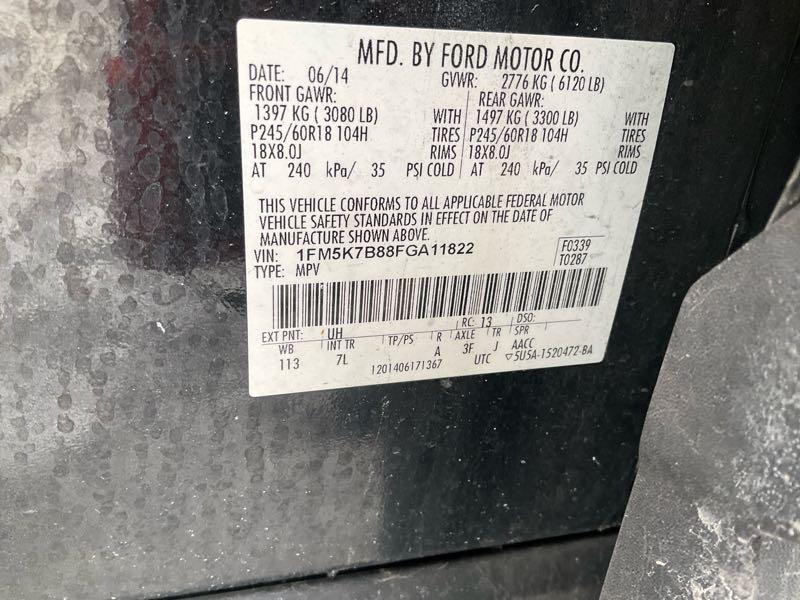 MFD. BY FORD MOTOR CO.
DATE: 06/14 GVWR: 2776 KG ( 6120 LB)
FRONT GAWR: REAR GAWR:
1397 KG ( 3080 LB) WITH 1497 KG ( 3300 LB) WITH
P245/60R18 104H TIRES P245/60R18 104H TIRES
18X8.0J RIMS 18X8.0J RIMS
AT 240 kPa/ 35 PSI COLD AT 240 kPa/ 35 PSI COLD
THIS VEHICLE CONFORMS TO ALL APPLICABLE FEDERAL MOTOR
VEHICLE SAFETY STANDARDS IN EFFECT ON THE DATE OF
MANUFACTURE SHOWN ABOVE.
VIN: 1FM5K7B88FGA11822 F0339
TYPE: MPV T0287
EXT PNT: UH RC: 13 DSO:
WB INT TR TP/PS R AXLE TR SPR
113 7L A 3F J AACC
1201406171367 UTC ▽5U5A-1520472-BA